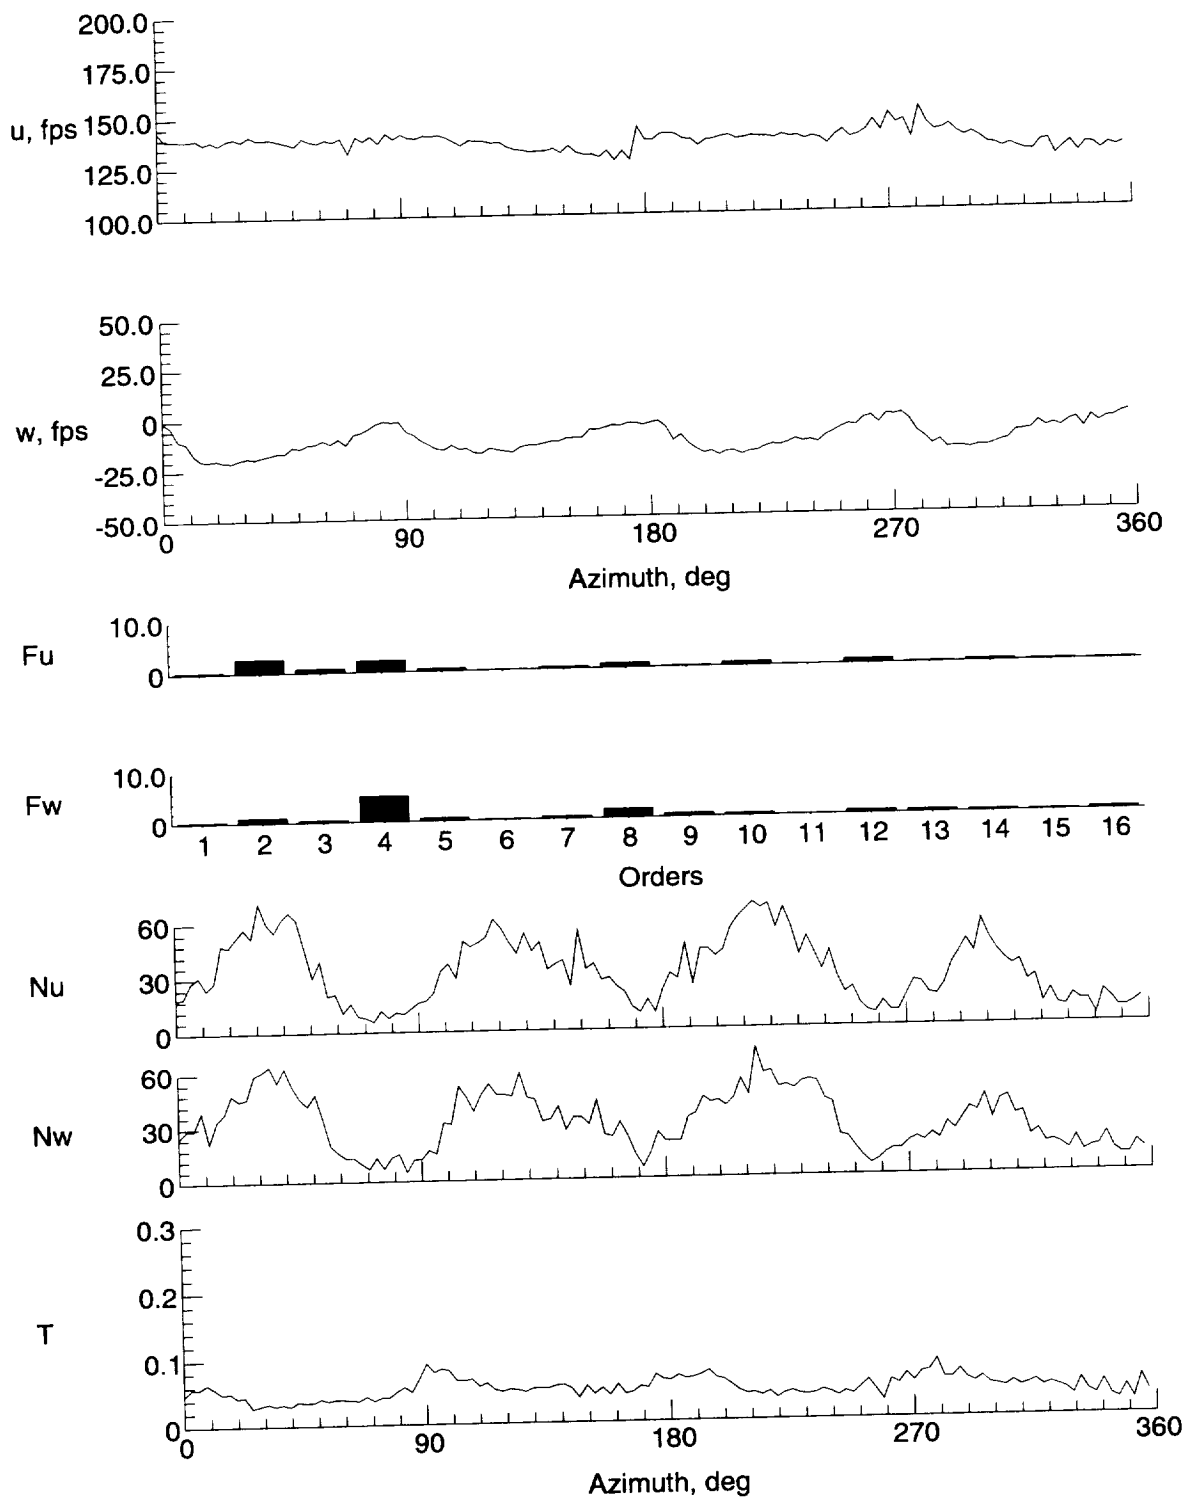 200.0
175.0
u, fps 150.0
125.0
100.0
50.0
25.0
w, fps 0
-25.0
-50.0
0 90 180 270 360
Azimuth, deg
Fu 10.0
0
Fw 10.0
0
1 2 3 4 5 6 7 8 9 10 11 12 13 14 15 16
Orders
60
Nu 30
0
60
Nw 30
0
0.3
0.2
T
0.1
0
0 90 180 270 360
Azimuth, deg